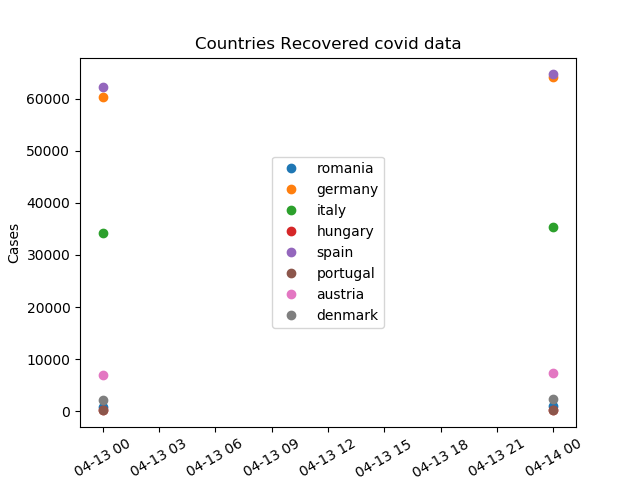 Countries Recovered covid data
Cases
60000
50000
40000
30000
20000
10000
0
romania
germany
italy
hungary
spain
portugal
austria
denmark
04-13 00
04-13 03
04-13 06
04-13 09
04-13 12
04-13 15
04-13 18
04-13 21
04-14 00